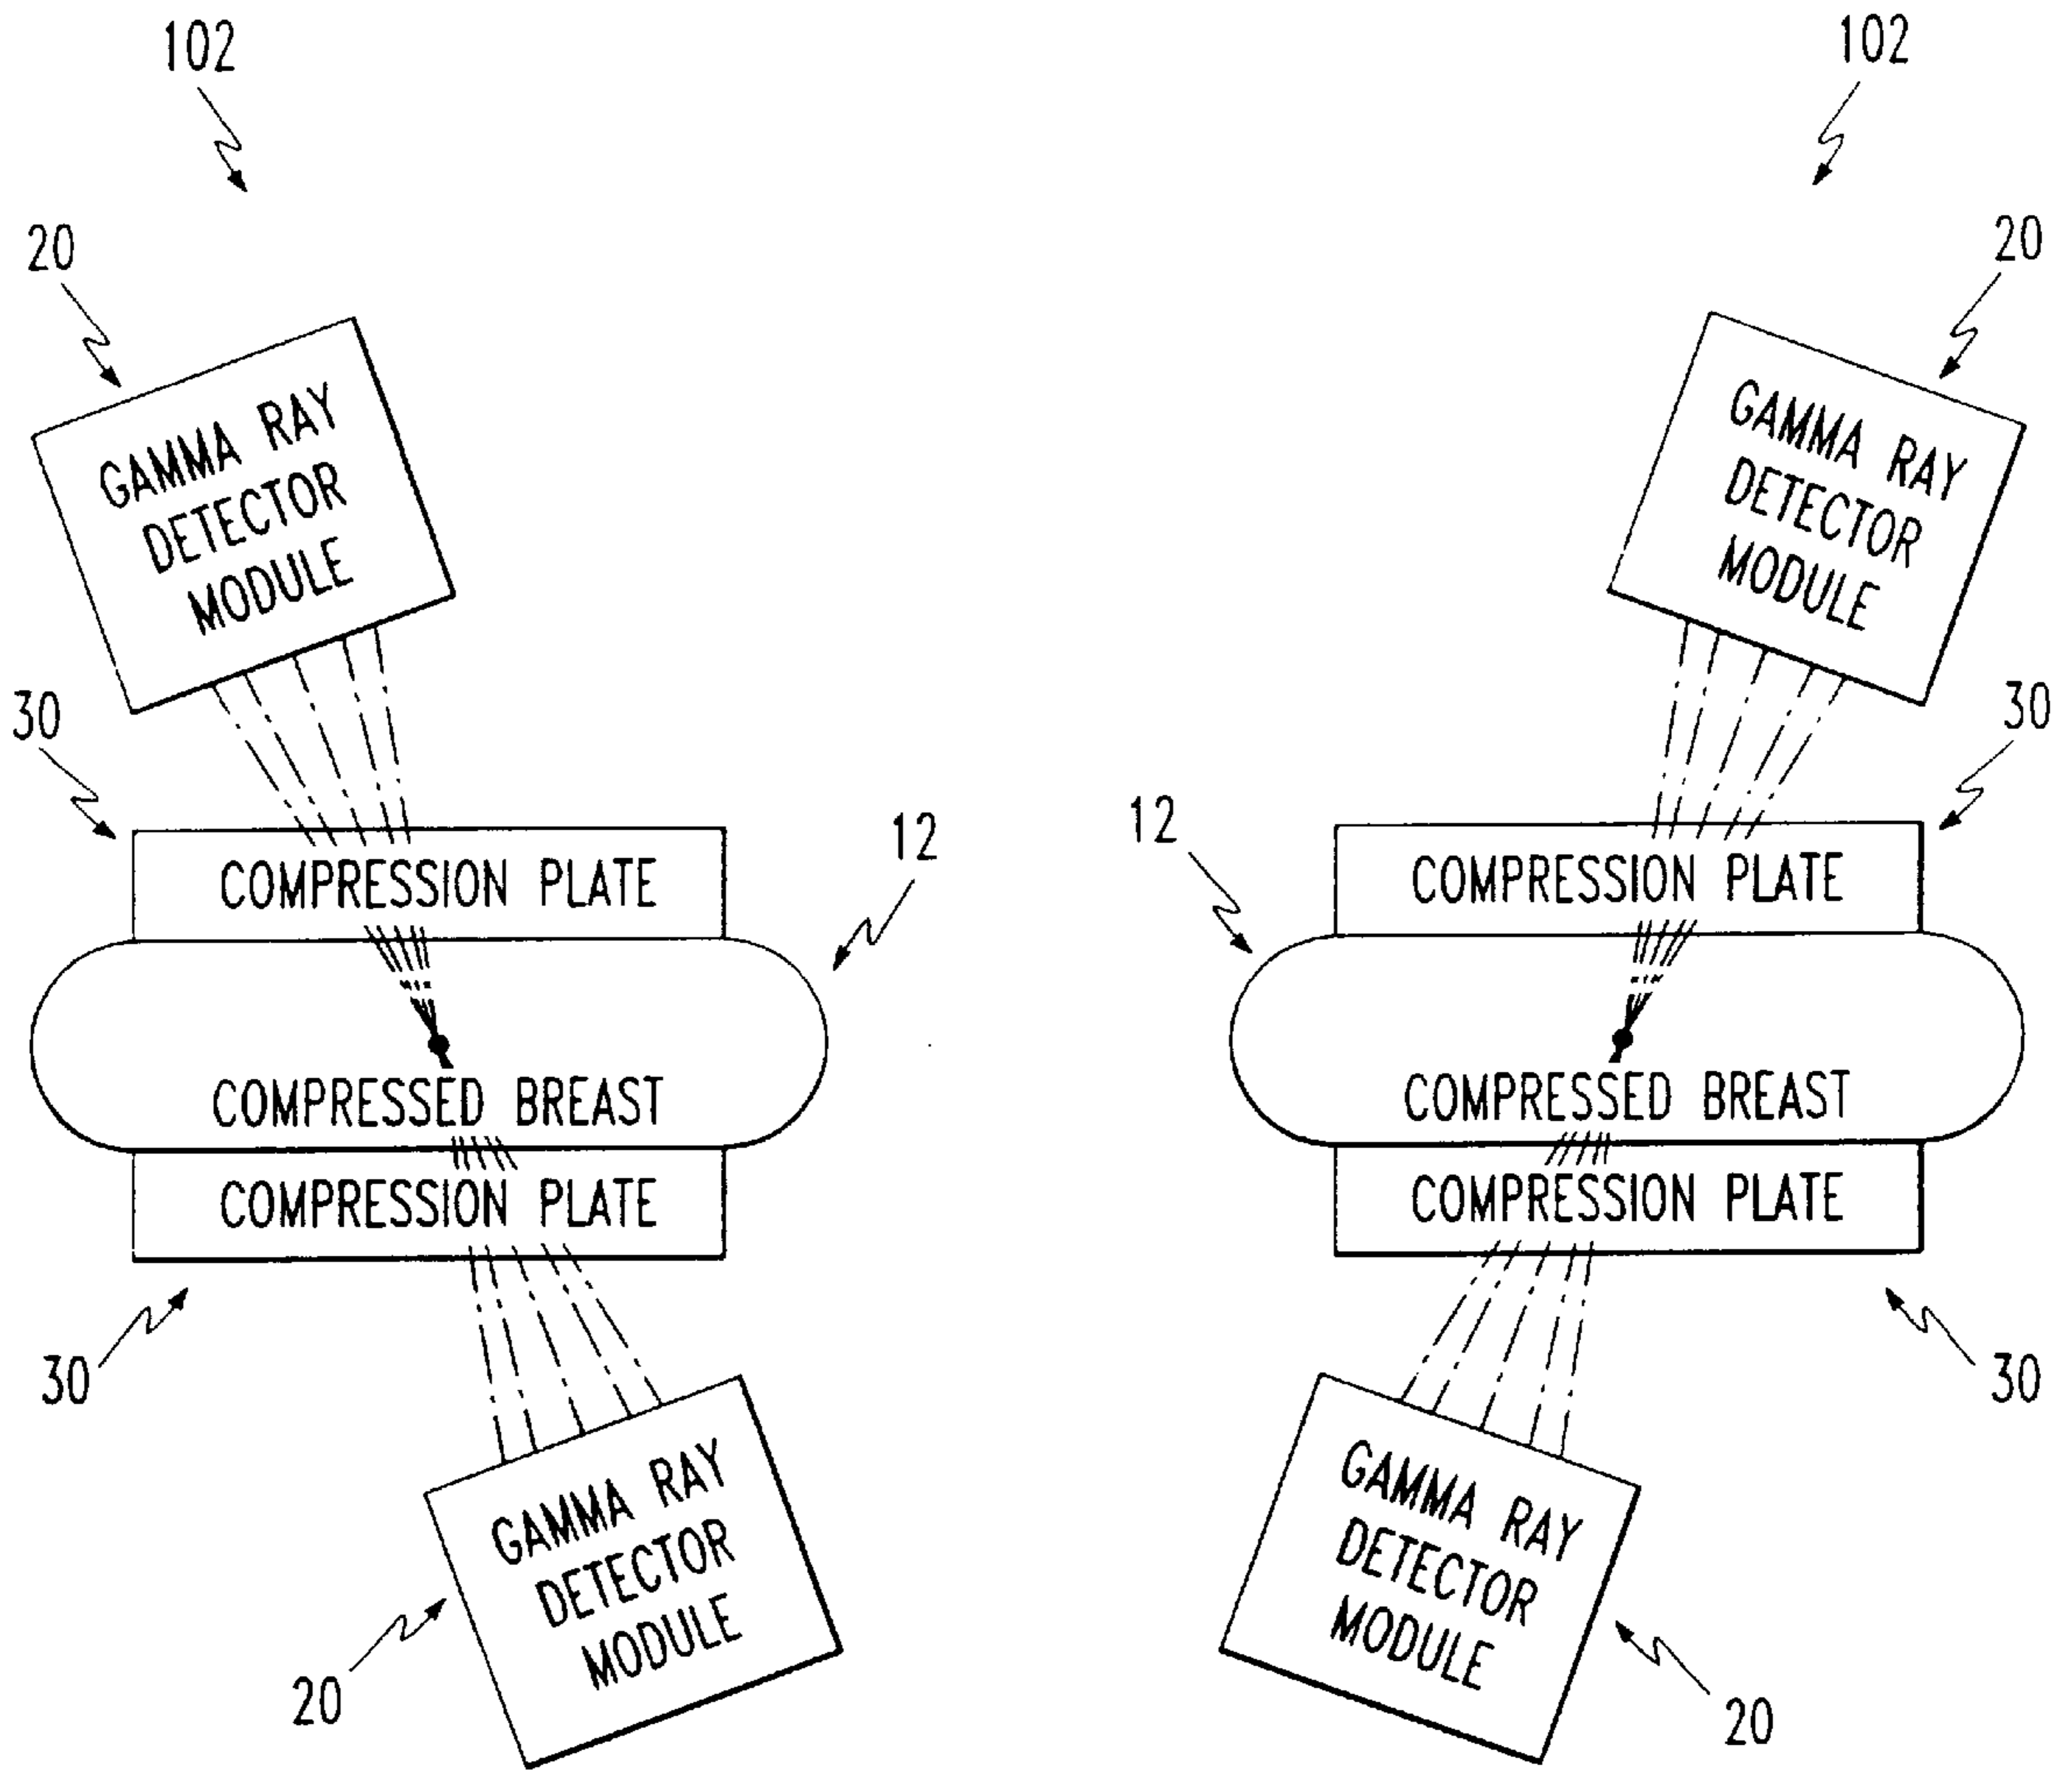 102
20
GAMMA RAY
DETECTOR
MODULE
30
COMPRESSION PLATE
12
COMPRESSED BREAST
COMPRESSION PLATE
30
GAMMA RAY
DETECTOR
MODULE
20
102
20
GAMMA RAY
DETECTOR
MODULE
30
12
COMPRESSION PLATE
COMPRESSED BREAST
COMPRESSION PLATE
30
GAMMA RAY
DETECTOR
MODULE
20